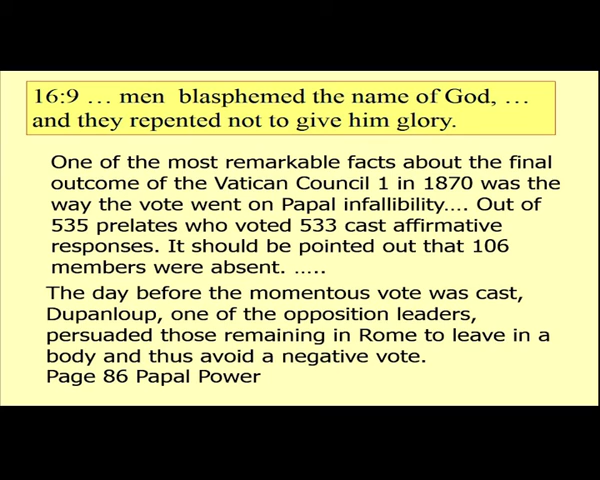 16:9 … men blasphemed the name of God, …
and they repented not to give him glory.
One of the most remarkable facts about the final
outcome of the Vatican Council 1 in 1870 was the
way the vote went on Papal infallibility…. Out of
535 prelates who voted 533 cast affirmative
responses. It should be pointed out that 106
members were absent. …..
The day before the momentous vote was cast,
Dupanloup, one of the opposition leaders,
persuaded those remaining in Rome to leave in a
body and thus avoid a negative vote.
Page 86 Papal Power